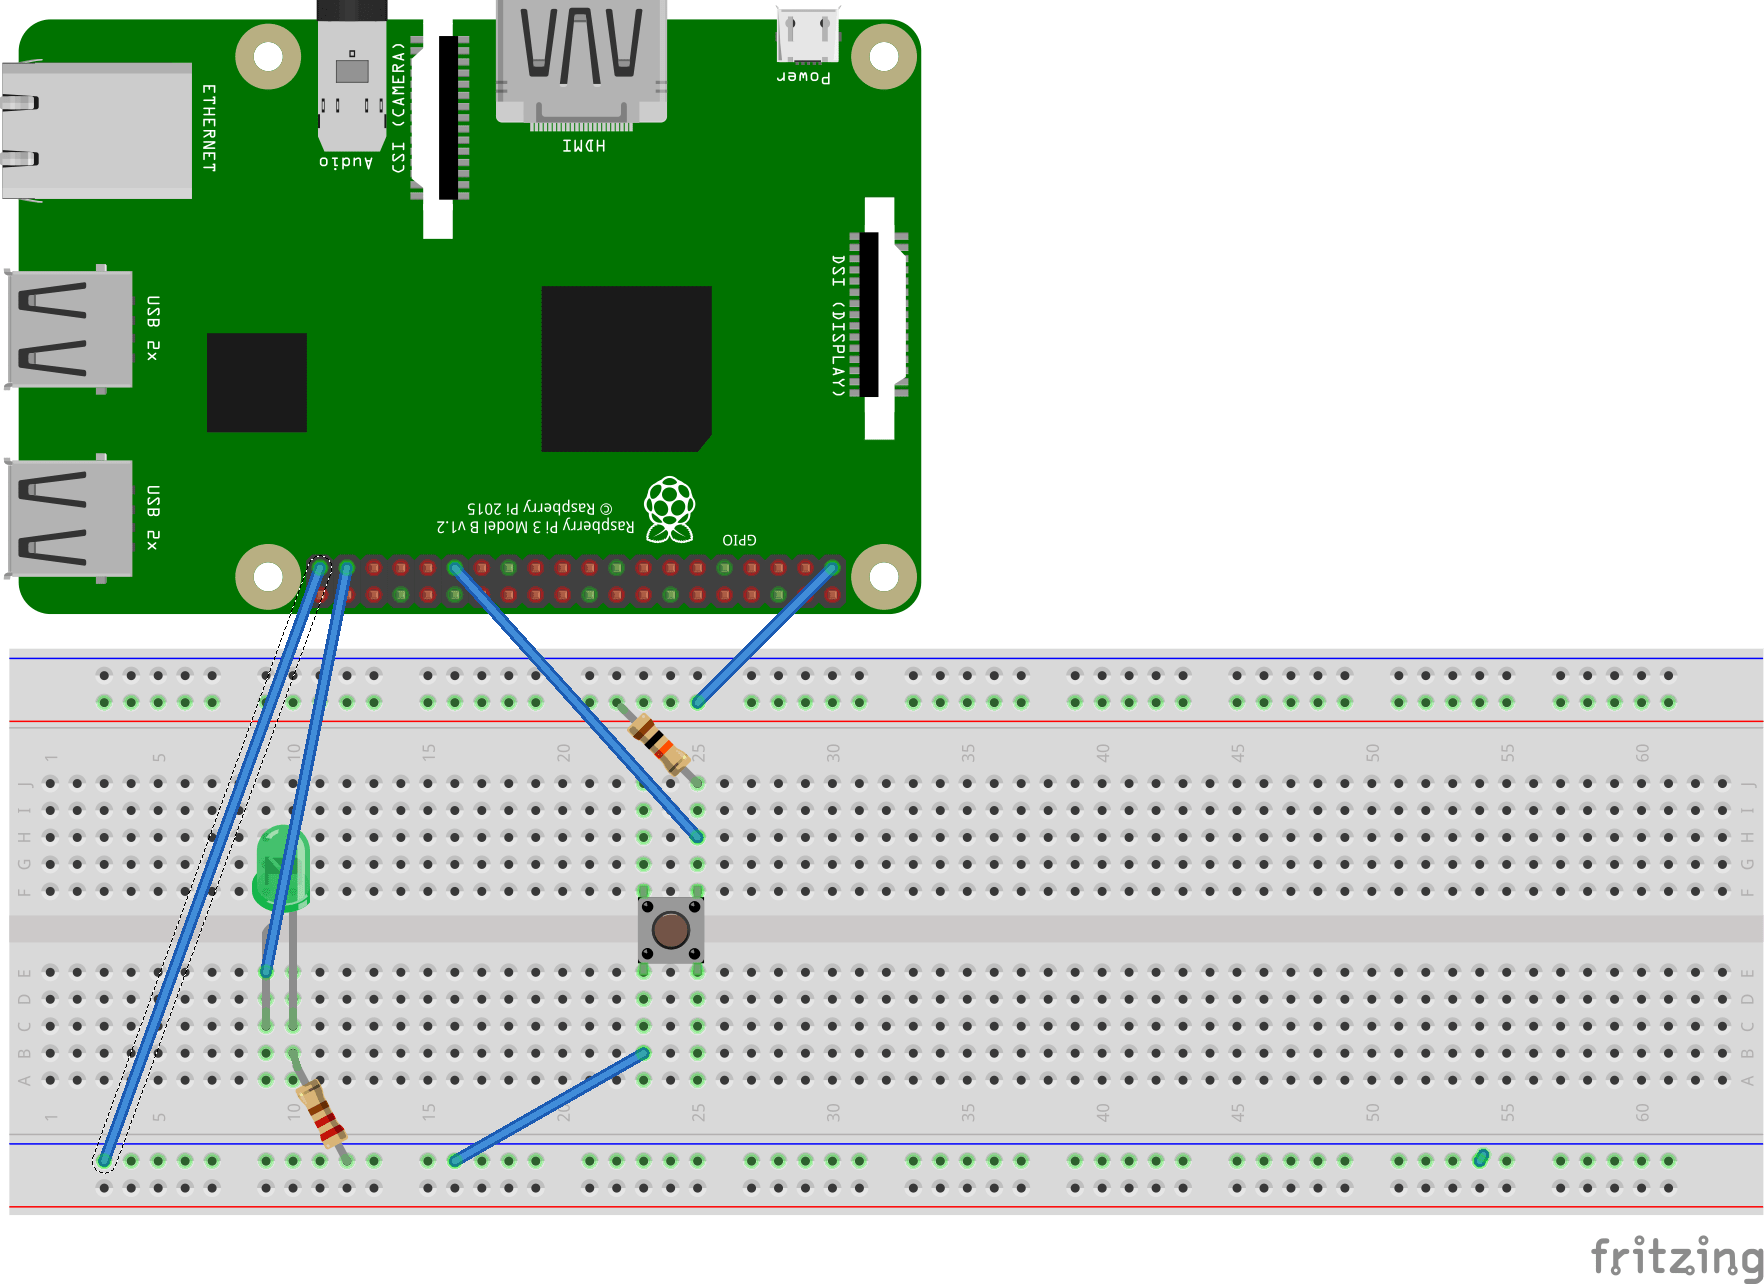 ETHERNET
Audio
CSI (CAMERA)
HDMI
Power
DSI (DISPLAY)
USB 2x
USB 2x
© Raspberry Pi 2015
Raspberry Pi 3 Model B v1.2
GPIO
1 5 10 15 20 25 30 35 40 45 50 55 60
J J
I I
H H
G G
F F
E E
D D
C C
B B
A A
1 5 10 15 20 25 30 35 40 45 50 55 60
fritzing